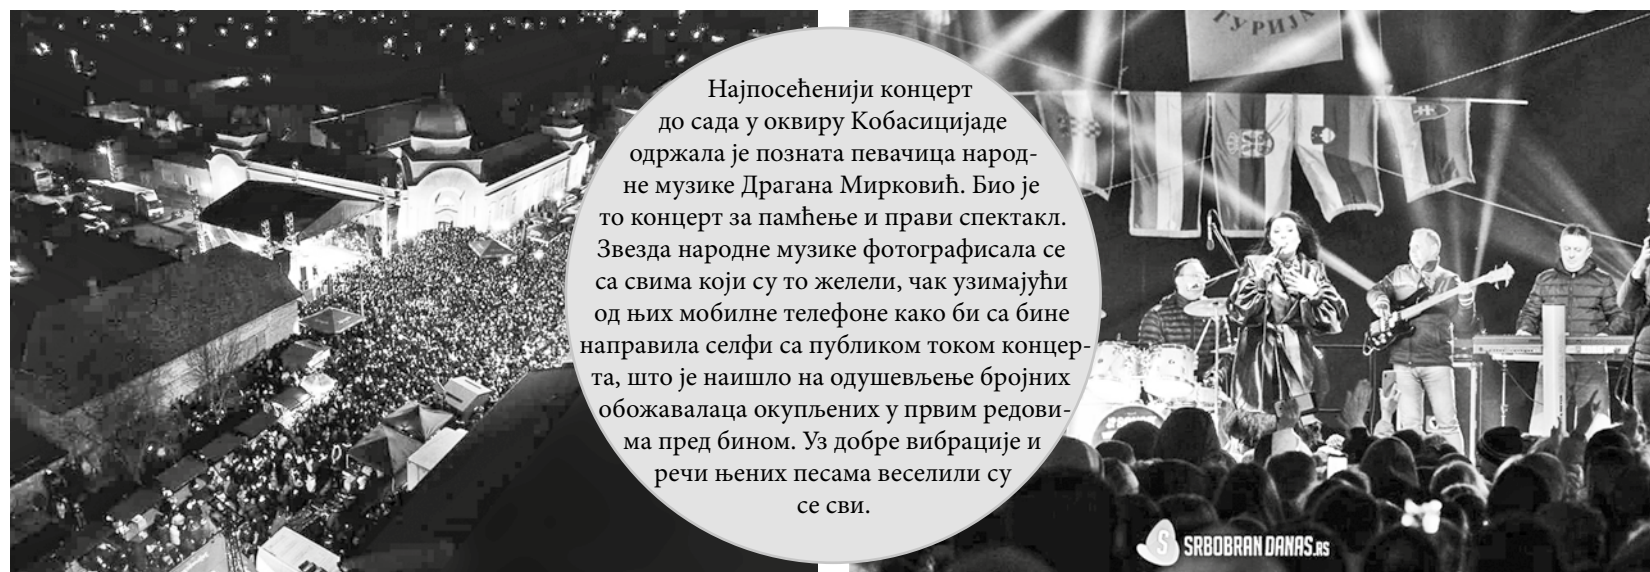 Најпосећенији концерт
до сада у оквиру Кобасицијаде
одржала је позната певачица народ-
не музике Драгана Мирковић. Био је
то концерт за памћење и прави спектакл.
Звезда народне музике фотографисала се
са свима који су то желели, чак узимајући
од њих мобилне телефоне како би са бине
направила селфи са публиком током концер-
та, што је наишло на одушевљење бројних
обожавалаца окупљених у првим редови-
ма пред бином. Уз добре вибрације и
речи њених песама веселили су
се сви.
ТУРИЈА
S SRBOBRAN DANAS.RS